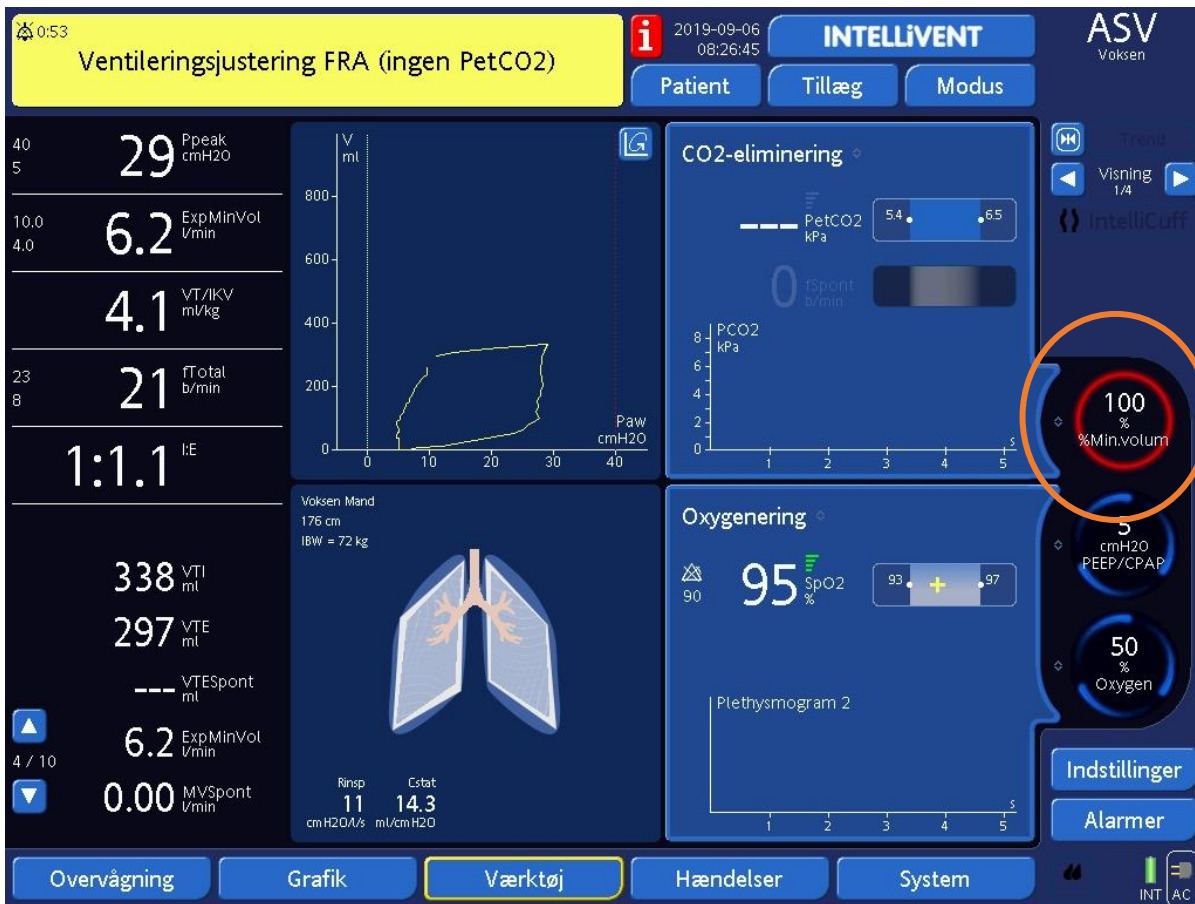 0:53
Ventileringsjustering FRA (ingen PetCO2)
i
2019-09-06
08:26:45
INTELLiVENT
Patient
Tillæg
Modus
ASV
Voksen
40
5
29
Ppeak
cmH2O
10.0
4.0
6.2
ExpMinVol
l/min
4.1
VT/IKV
ml/kg
23
8
21
fTotal
b/min
1:1.1
I:E
338
VTI
ml
297
VTE
ml
---
VTESpont
ml
4 / 10
6.2
ExpMinVol
l/min
0.00
MVSpont
l/min
V
ml
800
600
400
200
0
0 10 20 30 40
Paw
cmH2O
Voksen Mand
176 cm
IBW = 72 kg
Rinsp
11
cmH2O/l/s
Cstat
14.3
ml/cmH2O
CO2-eliminering
---
PetCO2
kPa
5.4
6.5
0
fSpont
b/min
PCO2
kPa
8
6
4
2
0
s
1 2 3 4 5
Oxygenering
90
95
SpO2
%
93
97
Plethysmogram 2
s
1 2 3 4 5
Trend
Visning
1/4
IntelliCuff
100
%
%Min.volum
5
cmH2O
PEEP/CPAP
50
%
Oxygen
Indstillinger
Alarmer
Overvågning
Grafik
Værktøj
Hændelser
System
INT
AC